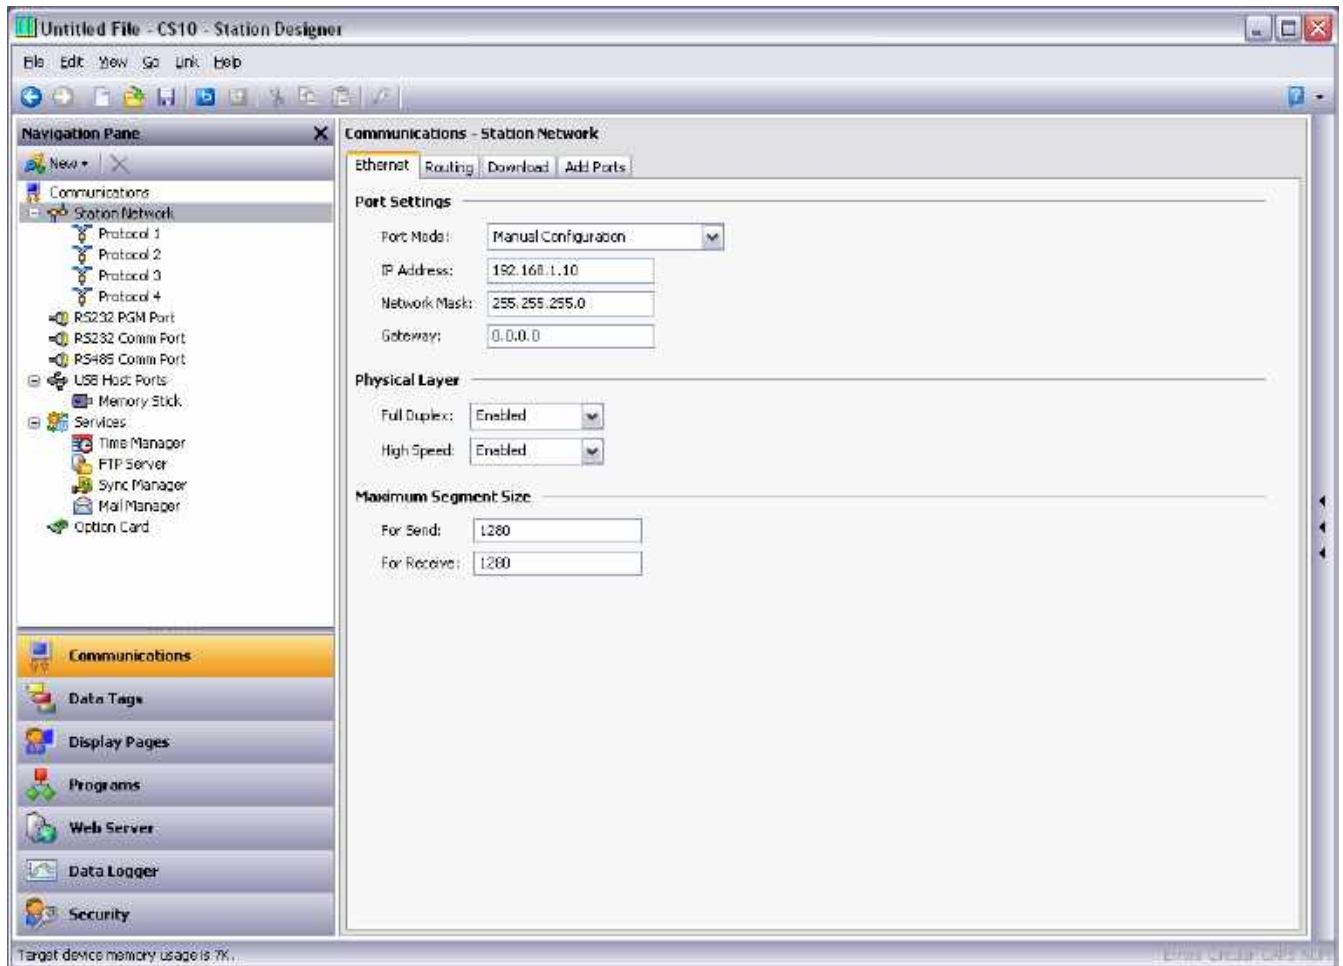 Untitled File - CS10 - Station Designer
File Edit View Go Link Help
Navigation Pane
New
Communications
Station Network
Protocol 1
Protocol 2
Protocol 3
Protocol 4
RS232 PGM Port
RS232 Comm Port
RS485 Comm Port
USB Host Ports
Memory Stick
Services
Time Manager
FTP Server
Sync Manager
Mail Manager
Option Card
Communications
Data Tags
Display Pages
Programs
Web Server
Data Logger
Security
Communications - Station Network
Ethernet Routing Download Add Ports
Port Settings
Port Mode: Manual Configuration
IP Address: 192.168.1.10
Network Mask: 255.255.255.0
Gateway: 0.0.0.0
Physical Layer
Full Duplex: Enabled
High Speed: Enabled
Maximum Segment Size
For Send: 1280
For Receive: 1280
Target device memory usage is 7K.
Errors Circular CAPS NUM